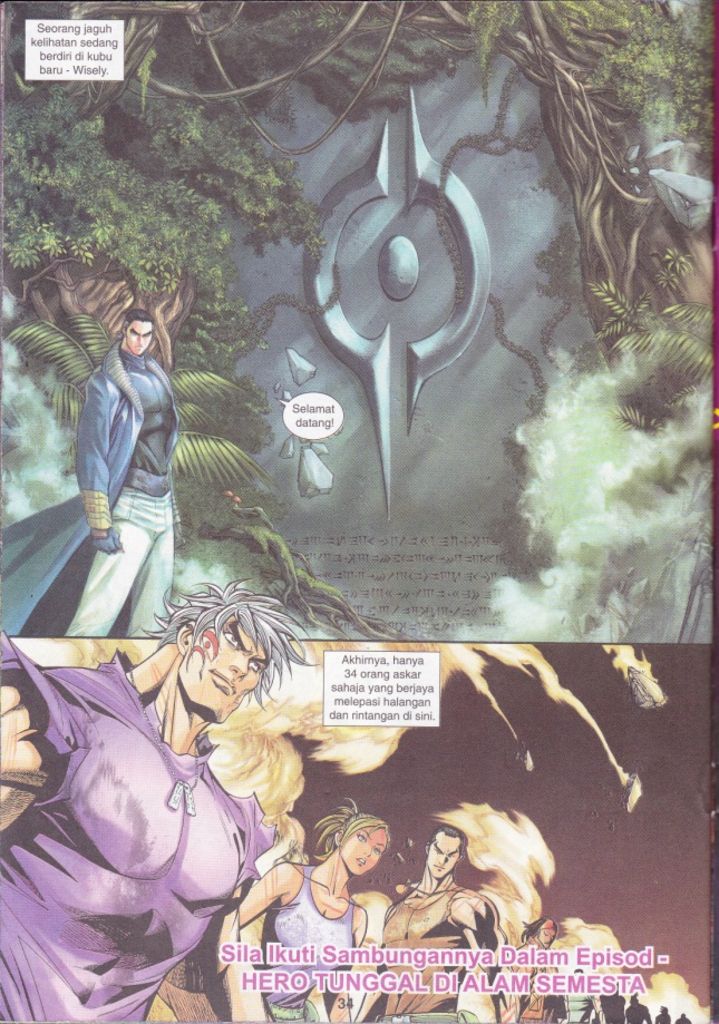 Seorang jaguh
kelihatan sedang
berdiri di kubu
baru - Wisely.
Selamat
datang!
Akhirnya, hanya
34 orang askar
sahaja yang berjaya
melepasi halangan
dan rintangan di sini.
Sila Ikuti Sambungannya Dalam Episod -
HERO TUNGGAL DI ALAM SEMESTA
34